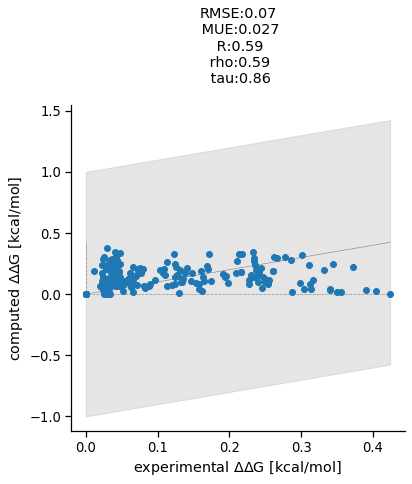 RMSE:0.07
MUE:0.027
R:0.59
rho:0.59
tau:0.86
1.5
1.0
0.5
0.0
−0.5
−1.0
computed ΔΔG [kcal/mol]
0.0 0.1 0.2 0.3 0.4
experimental ΔΔG [kcal/mol]